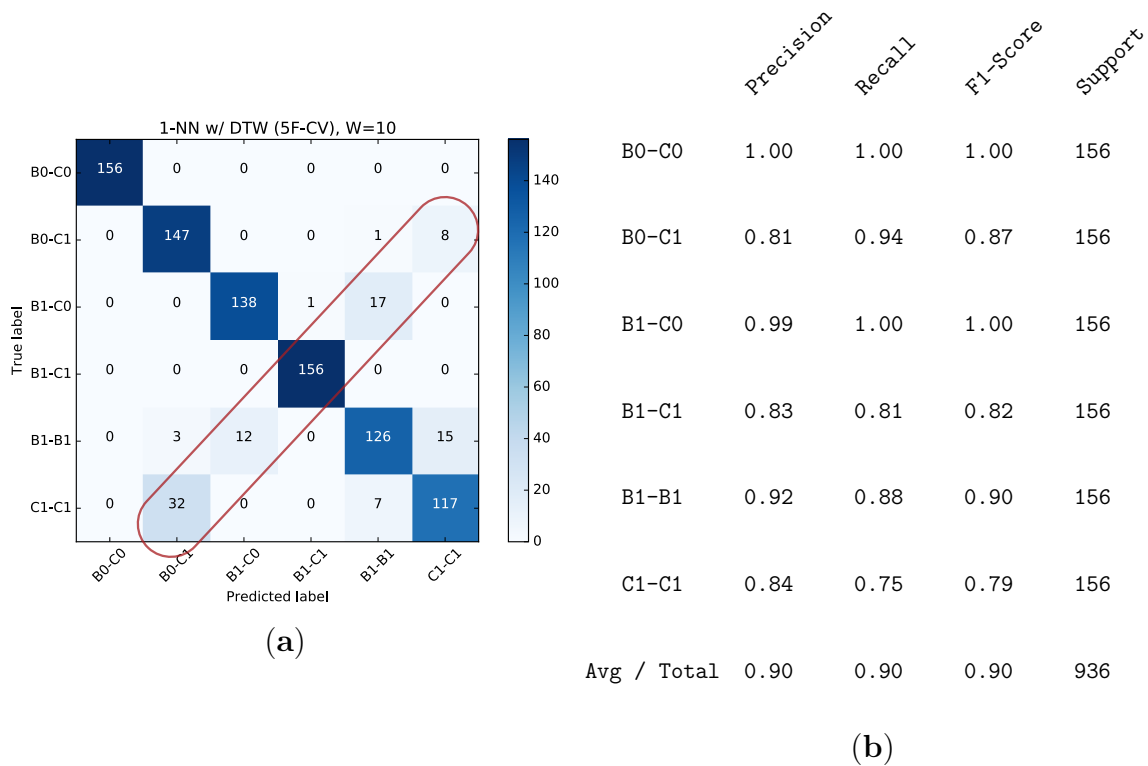 1-NN w/ DTW (5F-CV), W=10
True label
B0-C0 156 0 0 0 0 0
B0-C1 0 147 0 0 1 8
B1-C0 0 0 138 1 17 0
B1-C1 0 0 0 156 0 0
B1-B1 0 3 12 0 126 15
C1-C1 0 32 0 0 7 117
B0-C0 B0-C1 B1-C0 B1-C1 B1-B1 C1-C1
Predicted label
140
120
100
80
60
40
20
0
(a)
Precision Recall F1-Score Support
B0-C0 1.00 1.00 1.00 156
B0-C1 0.81 0.94 0.87 156
B1-C0 0.99 1.00 1.00 156
B1-C1 0.83 0.81 0.82 156
B1-B1 0.92 0.88 0.90 156
C1-C1 0.84 0.75 0.79 156
Avg / Total 0.90 0.90 0.90 936
(b)